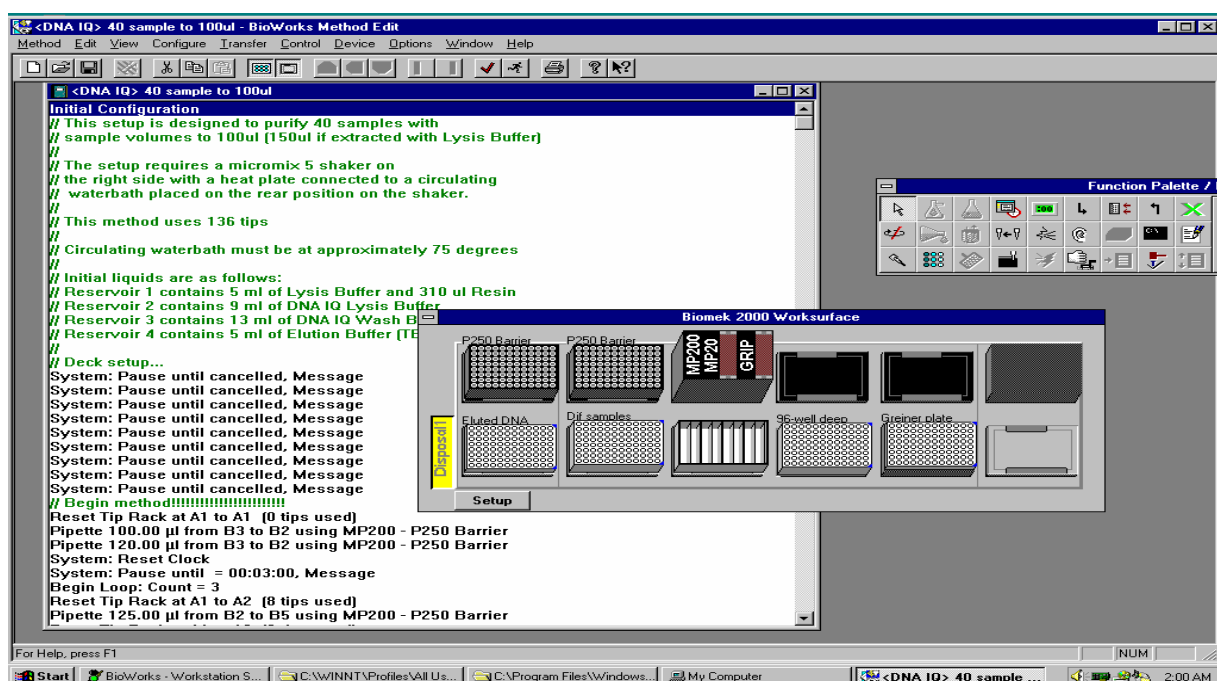 <DNA IQ> 40 sample to 100ul - BioWorks Method Edit
Method Edit View Configure Transfer Control Device Options Window Help
<DNA IQ> 40 sample to 100ul
Initial Configuration
// This setup is designed to purify 40 samples with
// sample volumes to 100ul (150ul if extracted with Lysis Buffer)
//
// The setup requires a micromix 5 shaker on
// the right side with a heat plate connected to a circulating
// waterbath placed on the rear position on the shaker.
//
// This method uses 136 tips
//
// Circulating waterbath must be at approximately 75 degrees
//
// Initial liquids are as follows:
// Reservoir 1 contains 5 ml of Lysis Buffer and 310 ul Resin
// Reservoir 2 contains 9 ml of DNA IQ Lysis Buffer
// Reservoir 3 contains 13 ml of DNA IQ Wash B
// Reservoir 4 contains 5 ml of Elution Buffer (TE
//
// Deck setup...
System: Pause until cancelled, Message
System: Pause until cancelled, Message
System: Pause until cancelled, Message
System: Pause until cancelled, Message
System: Pause until cancelled, Message
System: Pause until cancelled, Message
System: Pause until cancelled, Message
System: Pause until cancelled, Message
System: Pause until cancelled, Message
// Begin method!!!!!!!!!!!!!!!!!!!!!!!!
Reset Tip Rack at A1 to A1 (0 tips used)
Pipette 100.00 µl from B3 to B2 using MP200 - P250 Barrier
Pipette 120.00 µl from B3 to B2 using MP200 - P250 Barrier
System: Reset Clock
System: Pause until = 00:03:00, Message
Begin Loop: Count = 3
Reset Tip Rack at A1 to A2 (8 tips used)
Pipette 125.00 µl from B2 to B5 using MP200 - P250 Barrier
Function Palette /
Biomek 2000 Worksurface
P250 Barrier P250 Barrier
MP200
MP20
GRIP
Eluted DNA Dif samples 96-well deep Greiner plate
Disposal1
Setup
For Help, press F1
NUM
Start BioWorks - Workstation S... C:\WINNT\Profiles\All Us... C:\Program Files\Windows... My Computer <DNA IQ> 40 sample ... 2:00 AM